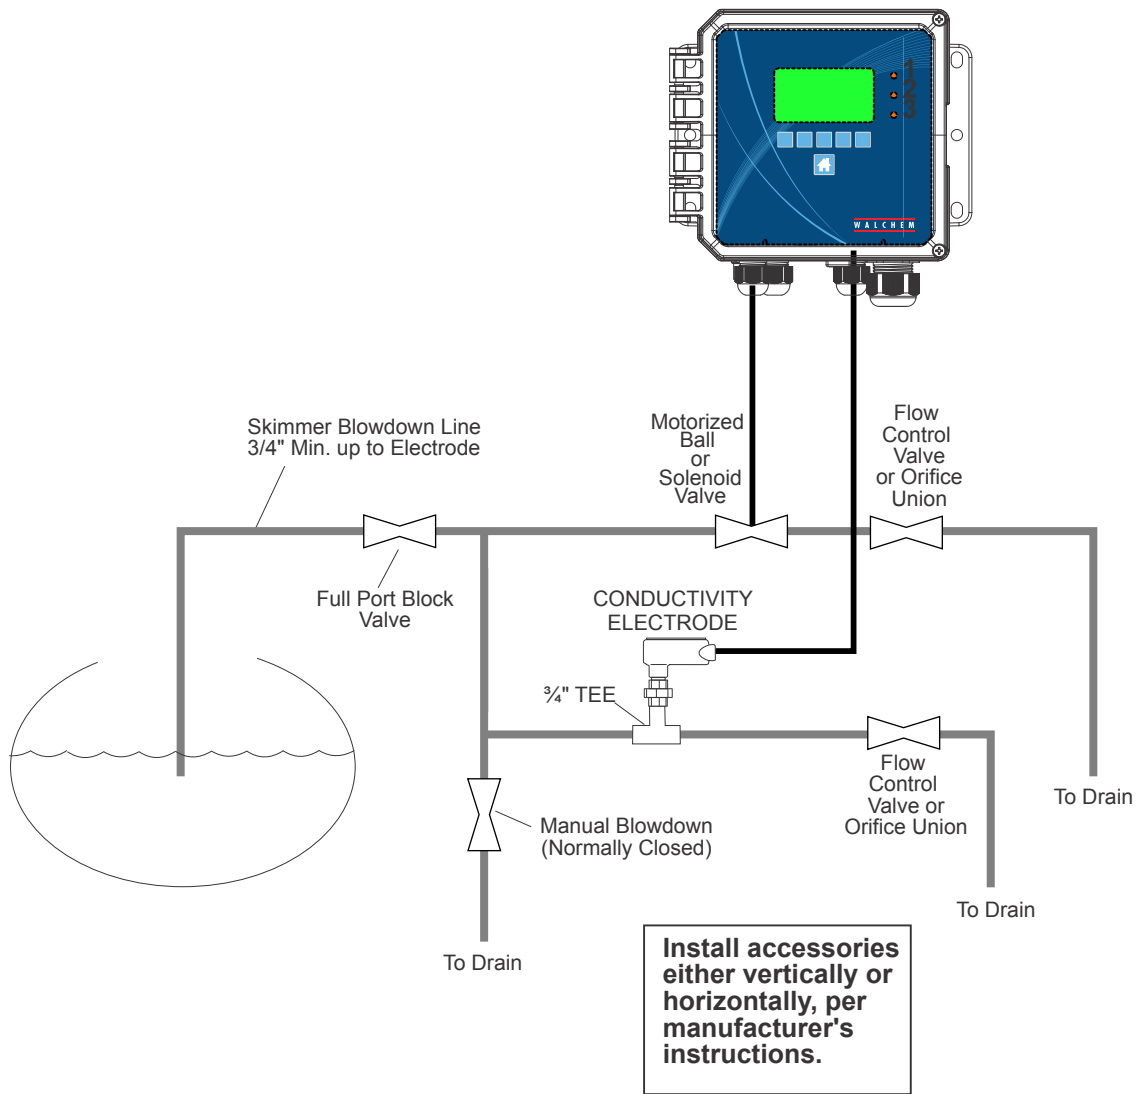 1
2
3
WALCHEM
Skimmer Blowdown Line
3/4" Min. up to Electrode
Motorized
Ball
or
Solenoid
Valve
Flow
Control
Valve
or Orifice
Union
Full Port Block
Valve
CONDUCTIVITY
ELECTRODE
¾" TEE
Flow
Control
Valve or
Orifice Union
To Drain
Manual Blowdown
(Normally Closed)
To Drain
To Drain
Install accessories
either vertically or
horizontally, per
manufacturer's
instructions.